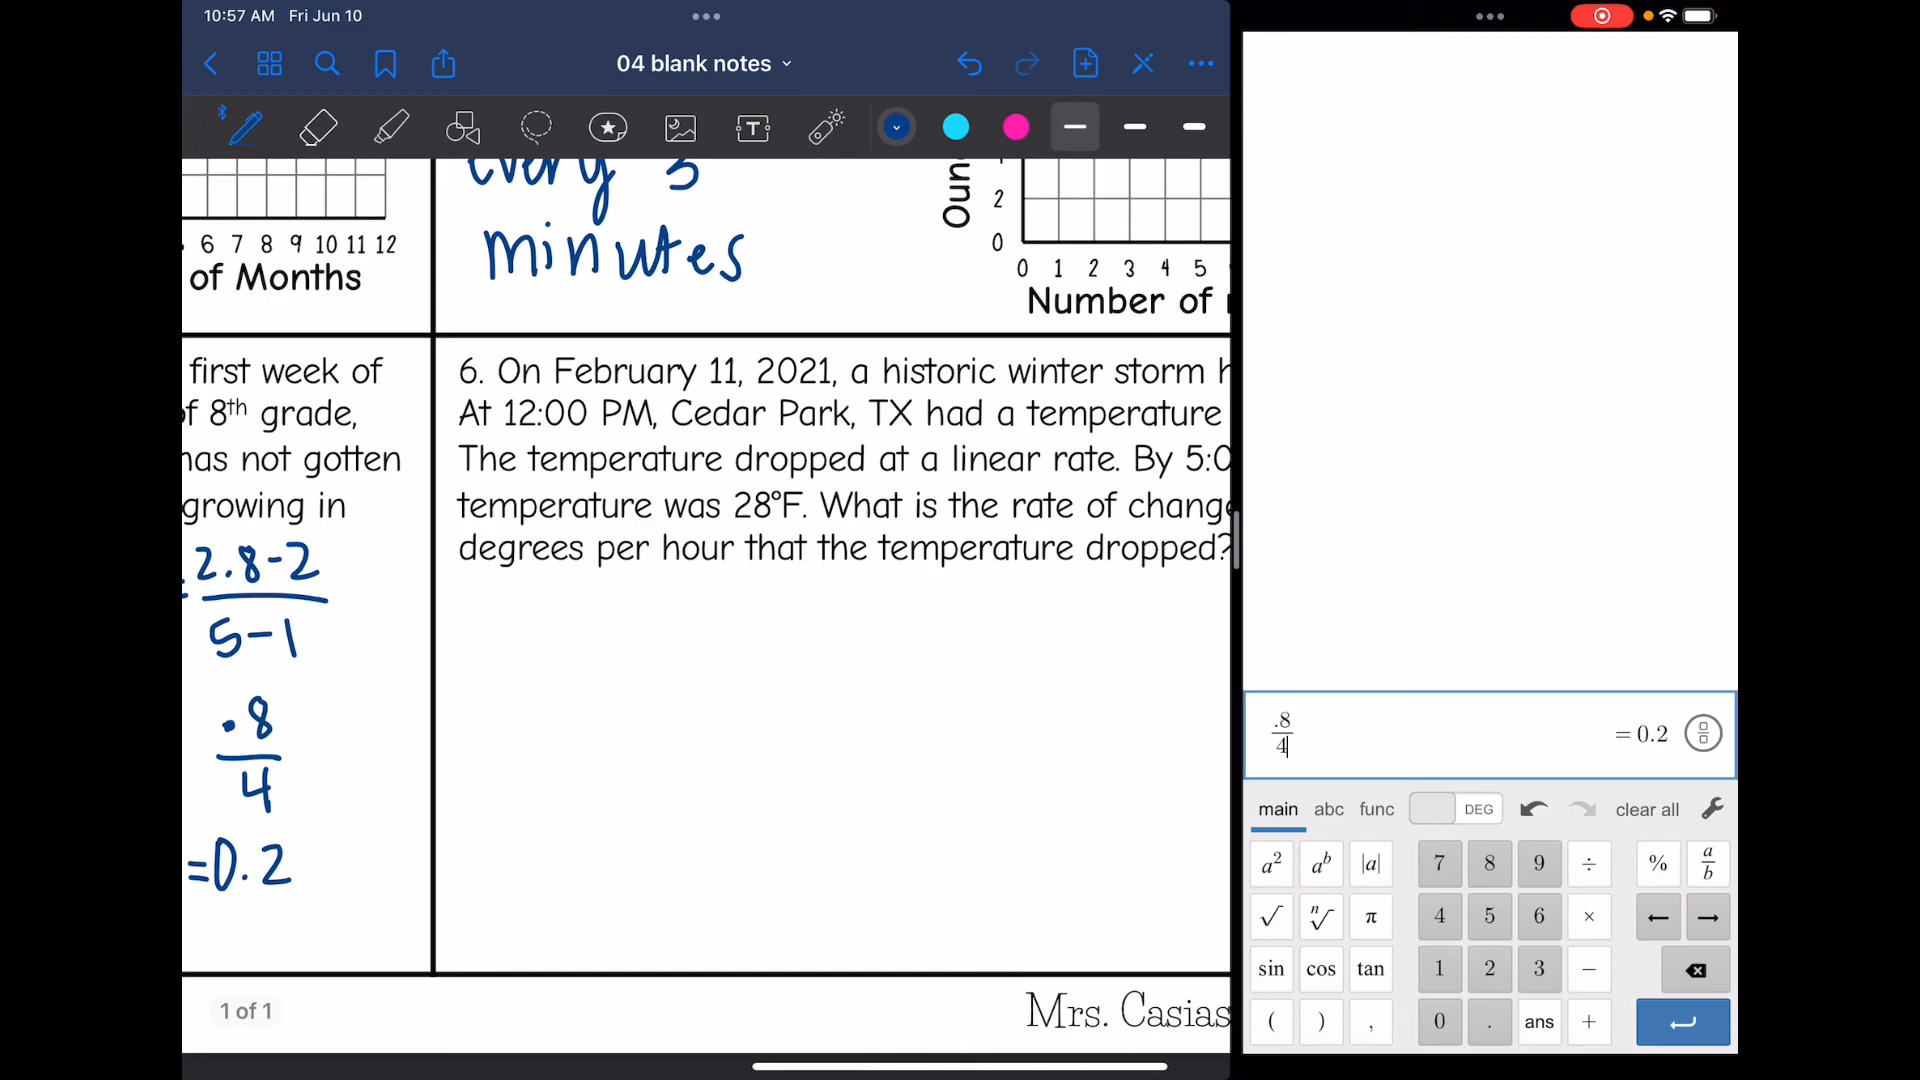 10:57 AM Fri Jun 10
04 blank notes
every 3
minutes
2
0
0 1 2 3 4 5
Number of
6 7 8 9 10 11 12
of Months
first week of
of 8th grade,
has not gotten
growing in
2.8-2
5-1
.8
4
=0.2
6. On February 11, 2021, a historic winter storm h
At 12:00 PM, Cedar Park, TX had a temperature
The temperature dropped at a linear rate. By 5:0
temperature was 28°F. What is the rate of change
degrees per hour that the temperature dropped?
1 of 1
Mrs. Casias
.8
4
= 0.2
main abc func DEG clear all
a² aᵇ |a| 7 8 9 ÷ % a/b
√ ⁿ√ π 4 5 6 × ← →
sin cos tan 1 2 3 −
( ) , 0 . ans +